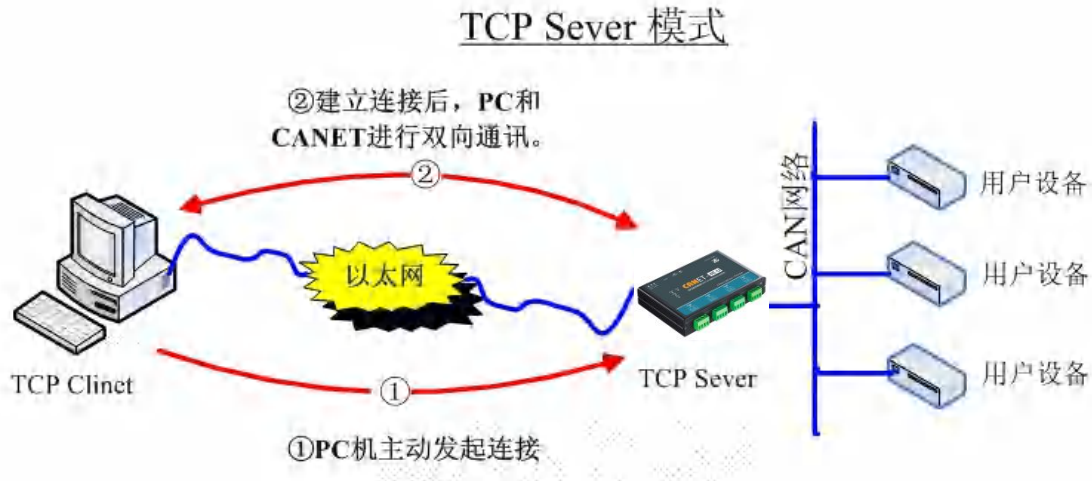 TCP Sever 模式
②建立连接后，PC和
CANET进行双向通讯。
②
CAN网络
用户设备
以太网
CANET
用户设备
TCP Clinet
①
TCP Sever
用户设备
①PC机主动发起连接